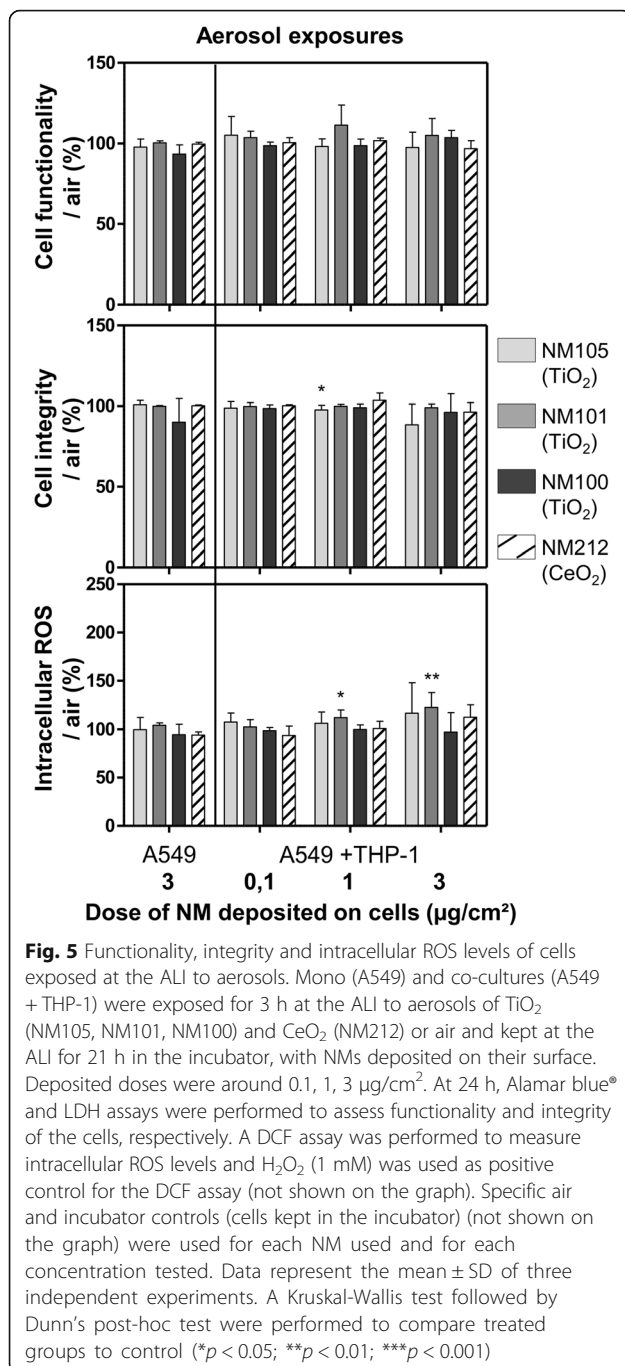 Aerosol exposures
Cell functionality
/ air (%)
150
100
50
0
Cell integrity
/ air (%)
150
100
50
0
*
Intracellular ROS
/ air (%)
250
200
150
100
50
0
*
**
NM105
(TiO₂)
NM101
(TiO₂)
NM100
(TiO₂)
NM212
(CeO₂)
A549
A549 +THP-1
3
0,1
1
3
Dose of NM deposited on cells (µg/cm²)
Fig. 5 Functionality, integrity and intracellular ROS levels of cells
exposed at the ALI to aerosols. Mono (A549) and co-cultures (A549
+ THP-1) were exposed for 3 h at the ALI to aerosols of TiO₂
(NM105, NM101, NM100) and CeO₂ (NM212) or air and kept at the
ALI for 21 h in the incubator, with NMs deposited on their surface.
Deposited doses were around 0.1, 1, 3 μg/cm². At 24 h, Alamar blue®
and LDH assays were performed to assess functionality and integrity
of the cells, respectively. A DCF assay was performed to measure
intracellular ROS levels and H₂O₂ (1 mM) was used as positive
control for the DCF assay (not shown on the graph). Specific air
and incubator controls (cells kept in the incubator) (not shown on
the graph) were used for each NM used and for each
concentration tested. Data represent the mean ± SD of three
independent experiments. A Kruskal-Wallis test followed by
Dunn's post-hoc test were performed to compare treated
groups to control (*p < 0.05; **p < 0.01; ***p < 0.001)